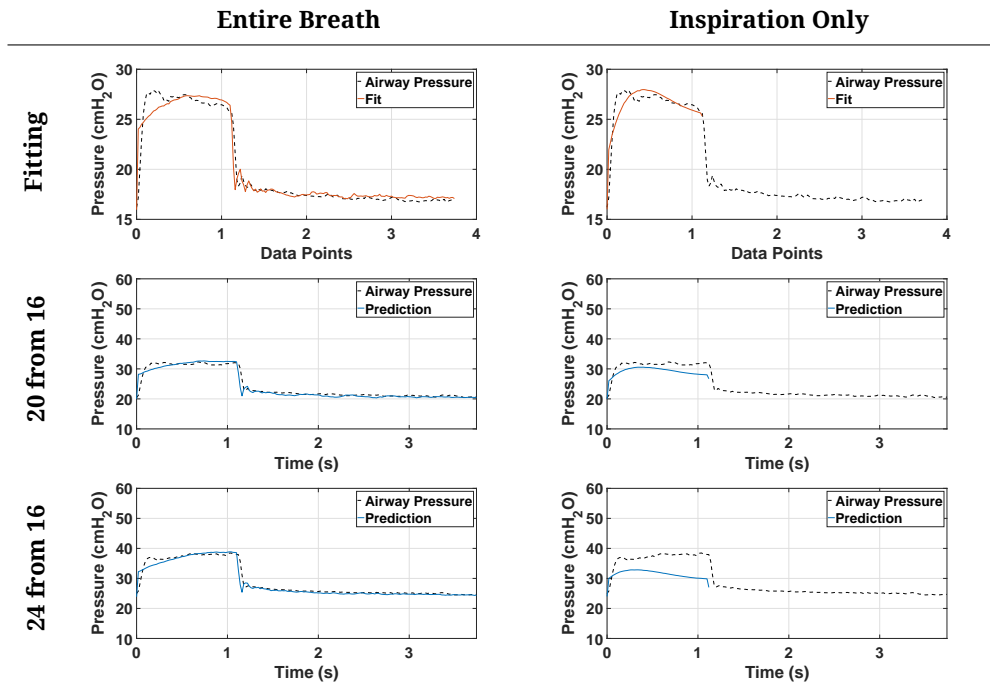 Entire Breath
Inspiration Only
Fitting
Pressure (cmH2O)
30
25
20
15
0
1
2
3
4
Data Points
Airway Pressure
Fit
Pressure (cmH2O)
30
25
20
15
0
1
2
3
4
Data Points
Airway Pressure
Fit
20 from 16
Pressure (cmH2O)
60
50
40
30
20
10
0
1
2
3
Time (s)
Airway Pressure
Prediction
Pressure (cmH2O)
60
50
40
30
20
10
0
1
2
3
Time (s)
Airway Pressure
Prediction
24 from 16
Pressure (cmH2O)
60
50
40
30
20
10
0
1
2
3
Time (s)
Airway Pressure
Prediction
Pressure (cmH2O)
60
50
40
30
20
10
0
1
2
3
Time (s)
Airway Pressure
Prediction